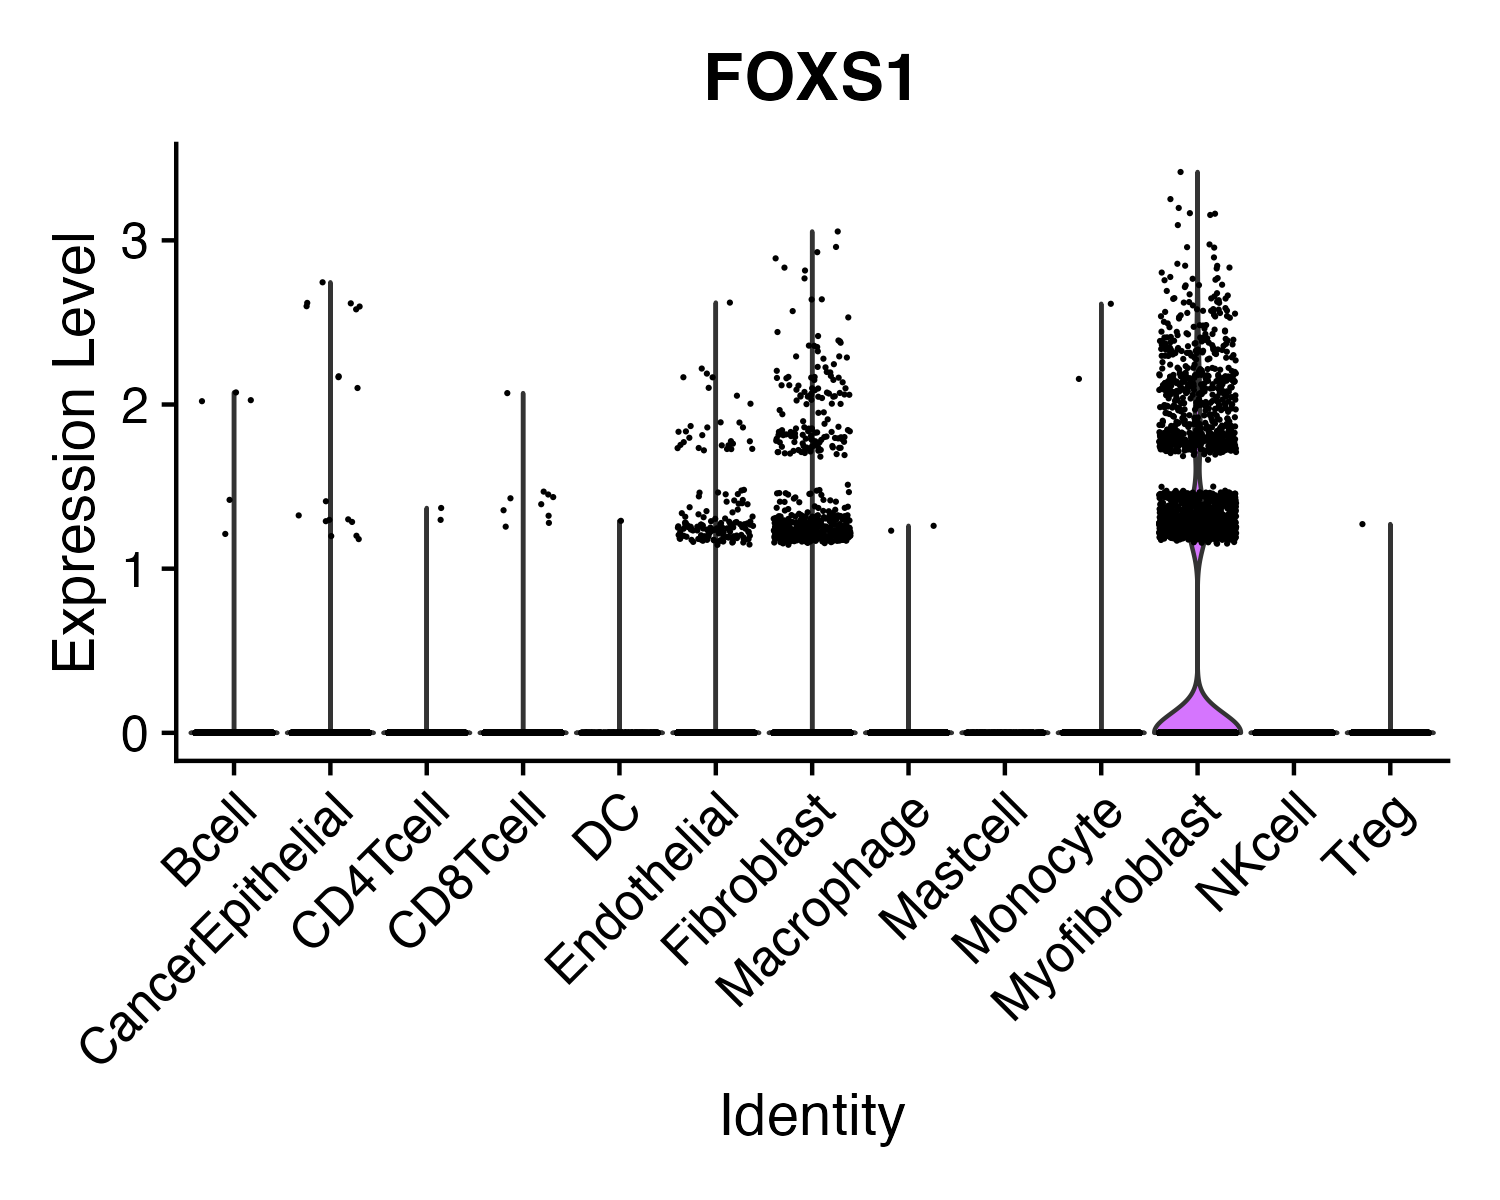 FOXS1
Expression Level
3
2
1
0
Bcell
CancerEpithelial
CD4Tcell
CD8Tcell
DC
Endothelial
Fibroblast
Macrophage
Mastcell
Monocyte
Myofibroblast
NKcell
Treg
Identity